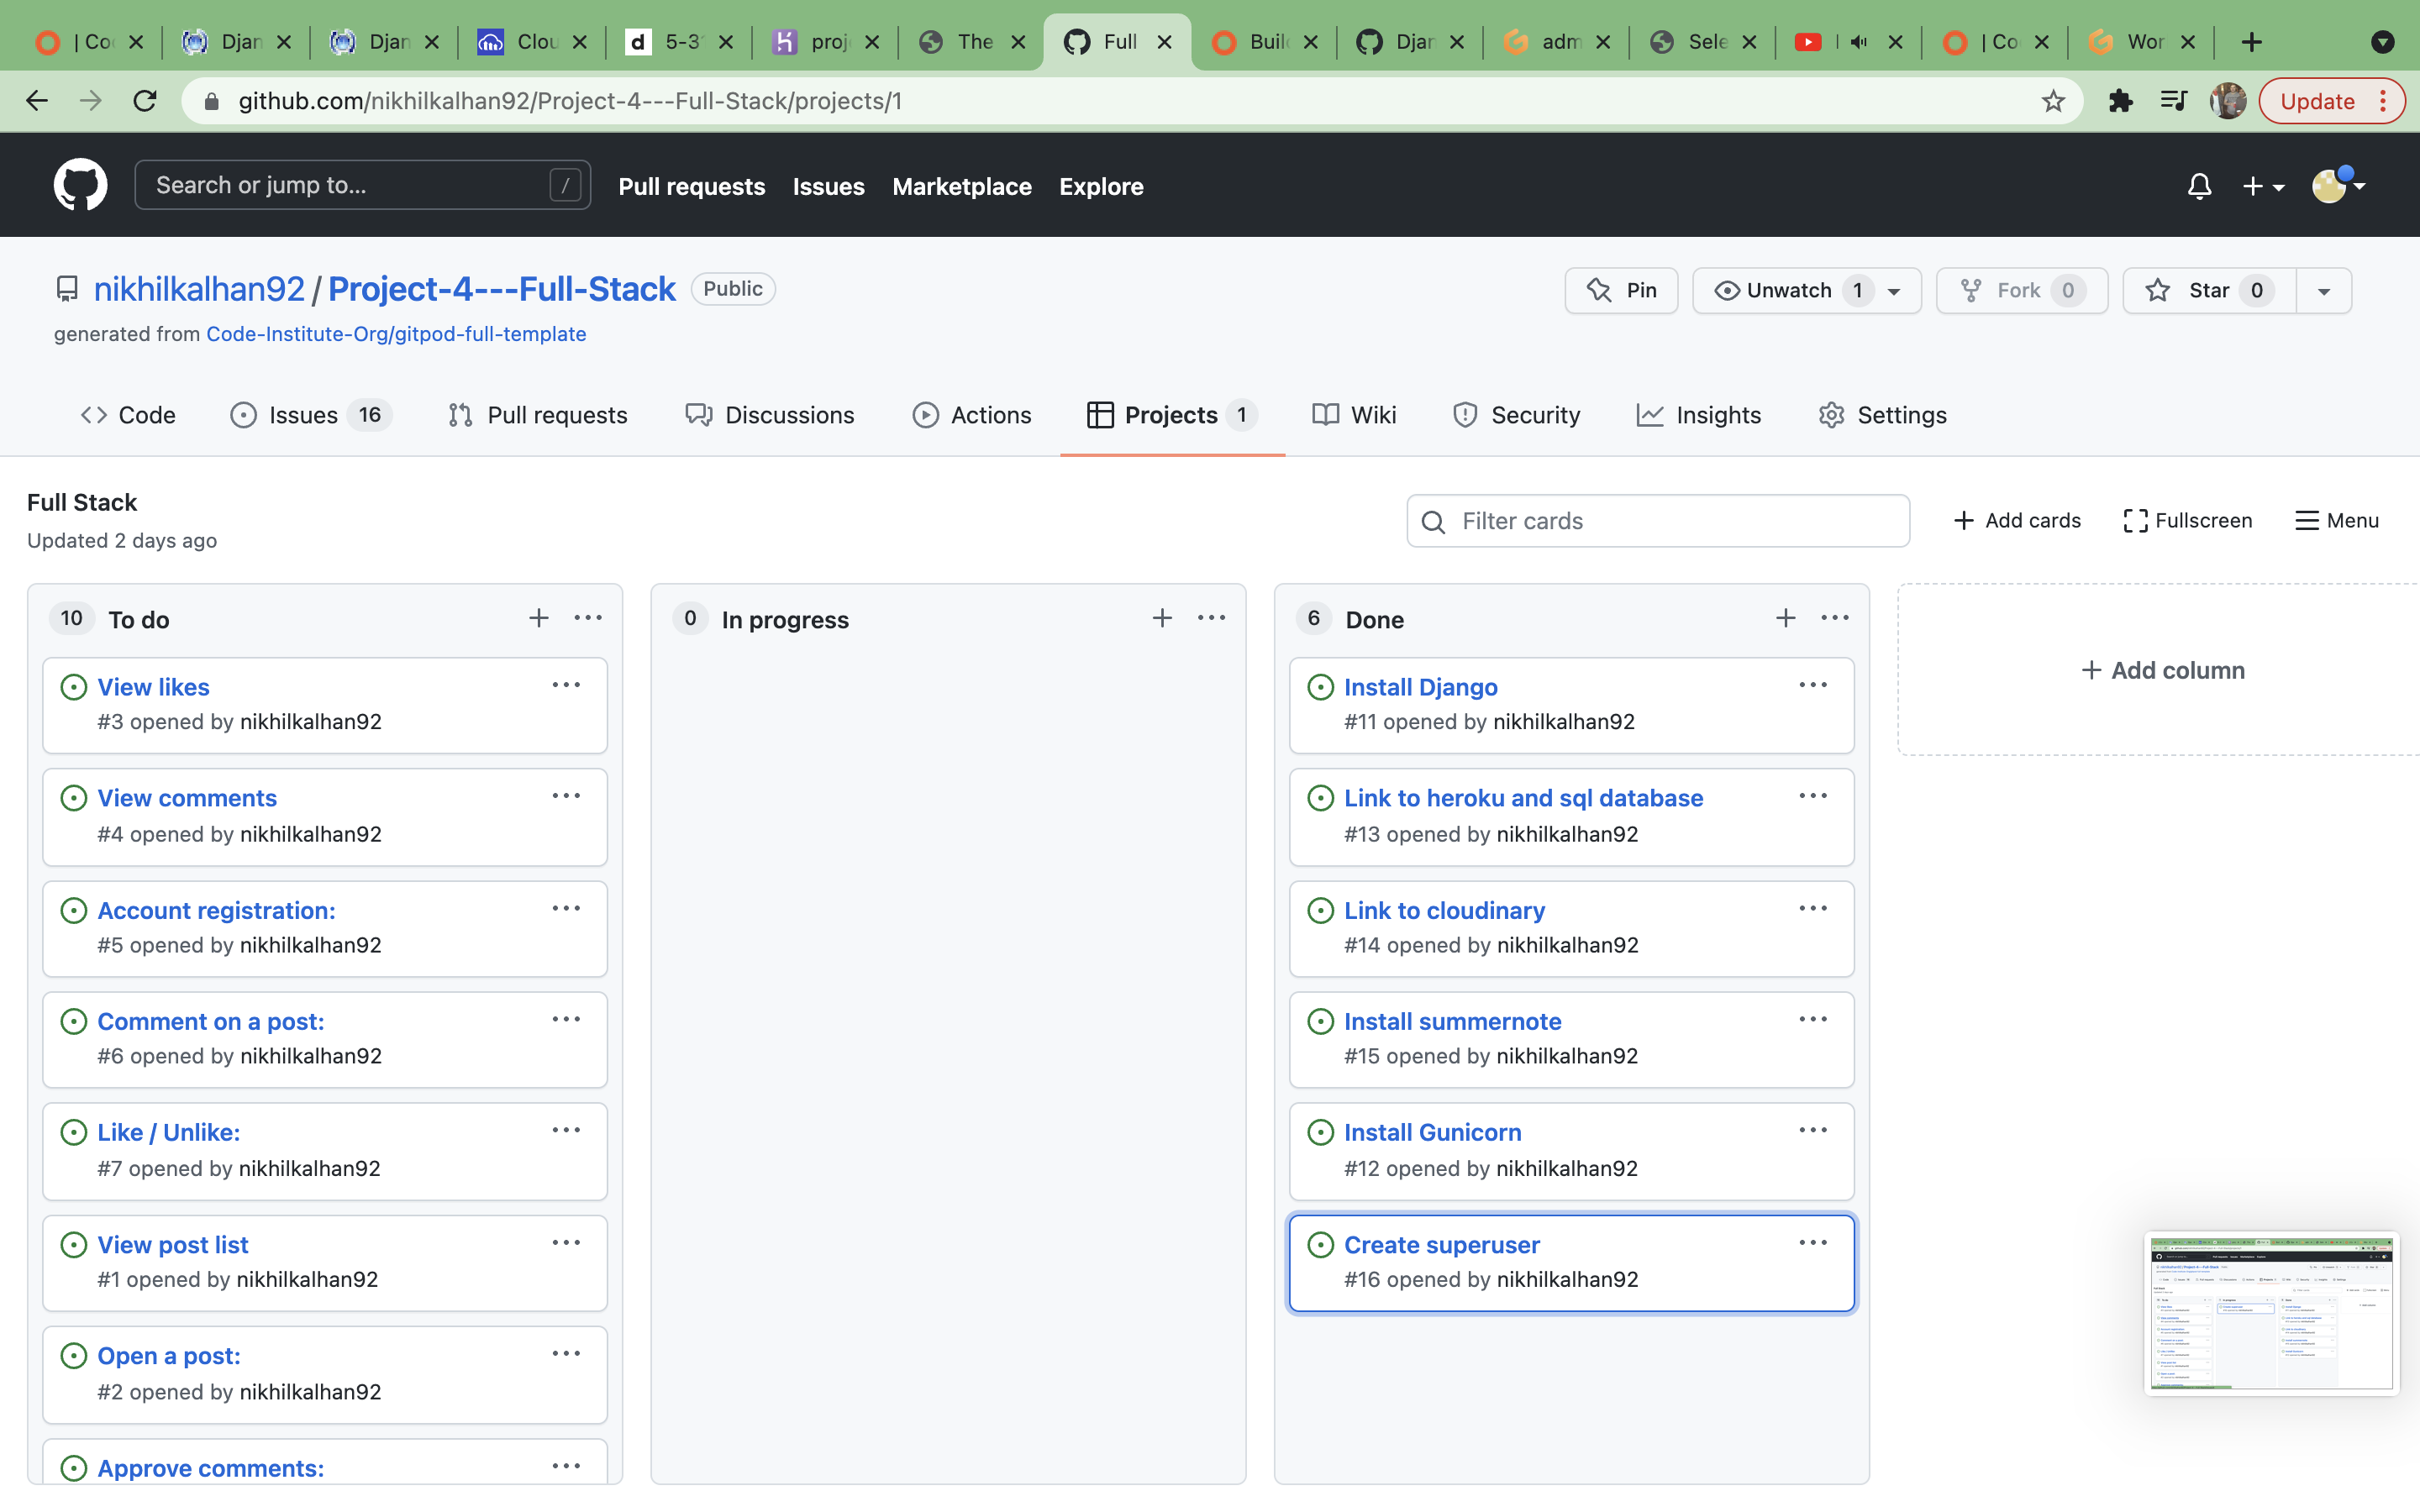 | Co
Djan
Djan
Clou
5-3
proj
The
Full
Build
Djan
adm
Sele
| Co
Wor
github.com/nikhilkalhan92/Project-4---Full-Stack/projects/1
Update
Search or jump to...
/
Pull requests
Issues
Marketplace
Explore
nikhilkalhan92 / Project-4---Full-Stack
Public
Pin
Unwatch 1
Fork 0
Star 0
generated from Code-Institute-Org/gitpod-full-template
Code
Issues 16
Pull requests
Discussions
Actions
Projects 1
Wiki
Security
Insights
Settings
Full Stack
Updated 2 days ago
Filter cards
+ Add cards
Fullscreen
Menu
10 To do
View likes
#3 opened by nikhilkalhan92
View comments
#4 opened by nikhilkalhan92
Account registration:
#5 opened by nikhilkalhan92
Comment on a post:
#6 opened by nikhilkalhan92
Like / Unlike:
#7 opened by nikhilkalhan92
View post list
#1 opened by nikhilkalhan92
Open a post:
#2 opened by nikhilkalhan92
Approve comments:
0 In progress
6 Done
Install Django
#11 opened by nikhilkalhan92
Link to heroku and sql database
#13 opened by nikhilkalhan92
Link to cloudinary
#14 opened by nikhilkalhan92
Install summernote
#15 opened by nikhilkalhan92
Install Gunicorn
#12 opened by nikhilkalhan92
Create superuser
#16 opened by nikhilkalhan92
+ Add column